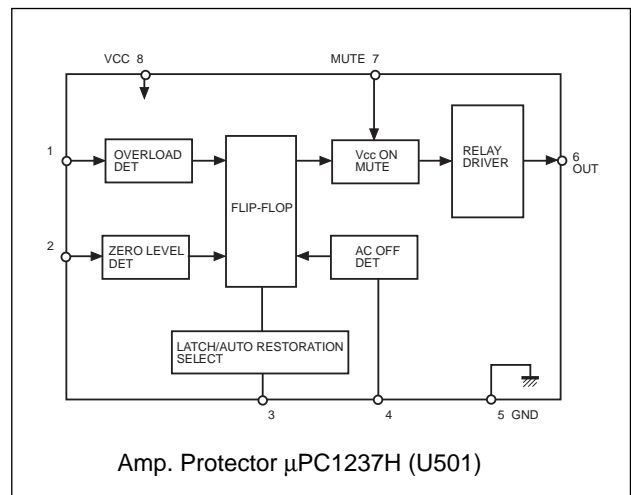 VCC 8
MUTE 7
1
OVERLOAD
DET
FLIP-FLOP
Vcc ON
MUTE
RELAY
DRIVER
6
OUT
2
ZERO LEVEL
DET
AC OFF
DET
LATCH/AUTO RESTORATION
SELECT
3
4
5 GND
Amp. Protector μPC1237H (U501)